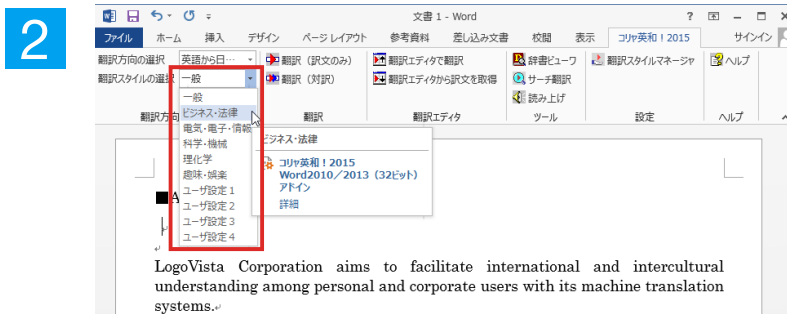 2
文書 1 - Word
ファイル ホーム 挿入 デザイン ページ レイアウト 参考資料 差し込み文書 校閲 表示 コリャ英和！2015 サインイン
翻訳方向の選択 英語から日… 翻訳（訳文のみ） 翻訳エディタで翻訳 辞書ビューワ 翻訳スタイルマネージャ ヘルプ
翻訳スタイルの選択 一般 翻訳（対訳） 翻訳エディタから訳文を取得 サーチ翻訳
読み上げ
翻訳方向 翻訳 翻訳エディタ ツール 設定 ヘルプ
一般
ビジネス・法律
電気・電子・情報
科学・機械
理化学
趣味・娯楽
ユーザ設定 1
ユーザ設定 2
ユーザ設定 3
ユーザ設定 4
ビジネス・法律
コリャ英和！2015
Word2010／2013（32ビット）
アドイン
詳細
■A
LogoVista Corporation aims to facilitate international and intercultural
understanding among personal and corporate users with its machine translation
systems.